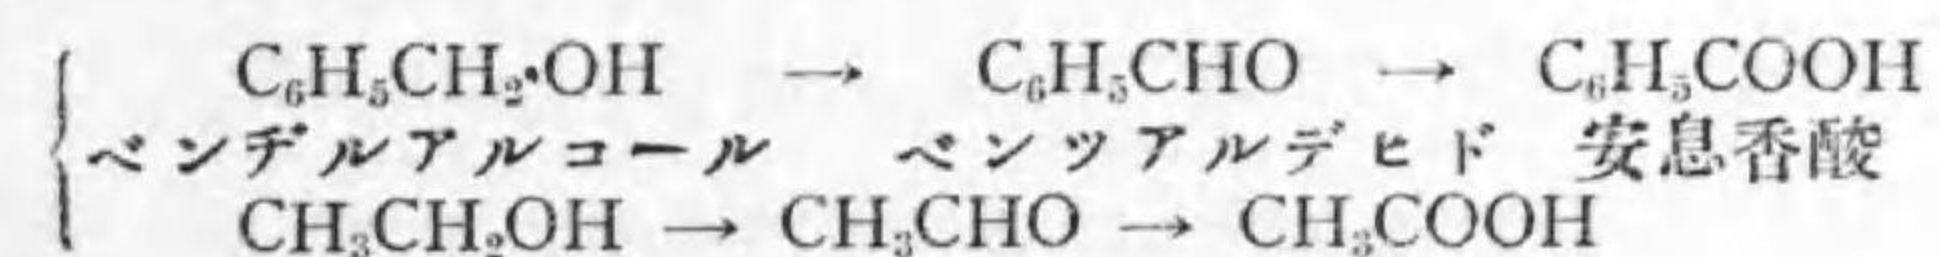 C₆H₅CH₂•OH → C₆H₅CHO → C₆H₅COOH
ベンヂルアルコール ベンツアルデヒド 安息香酸
CH₃CH₂OH → CH₃CHO → CH₃COOH